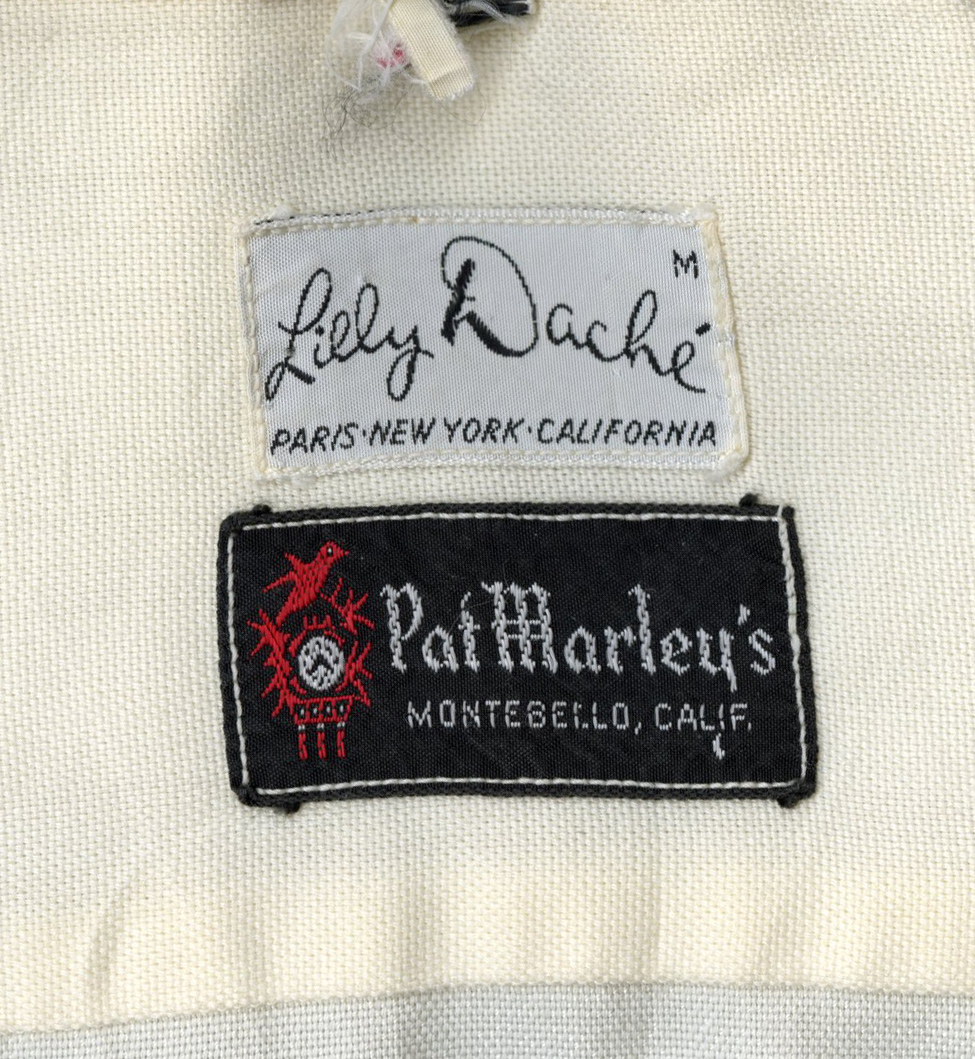 M
Lilly Daché
PARIS·NEW YORK·CALIFORNIA
Pat Marley's
MONTEBELLO, CALIF.